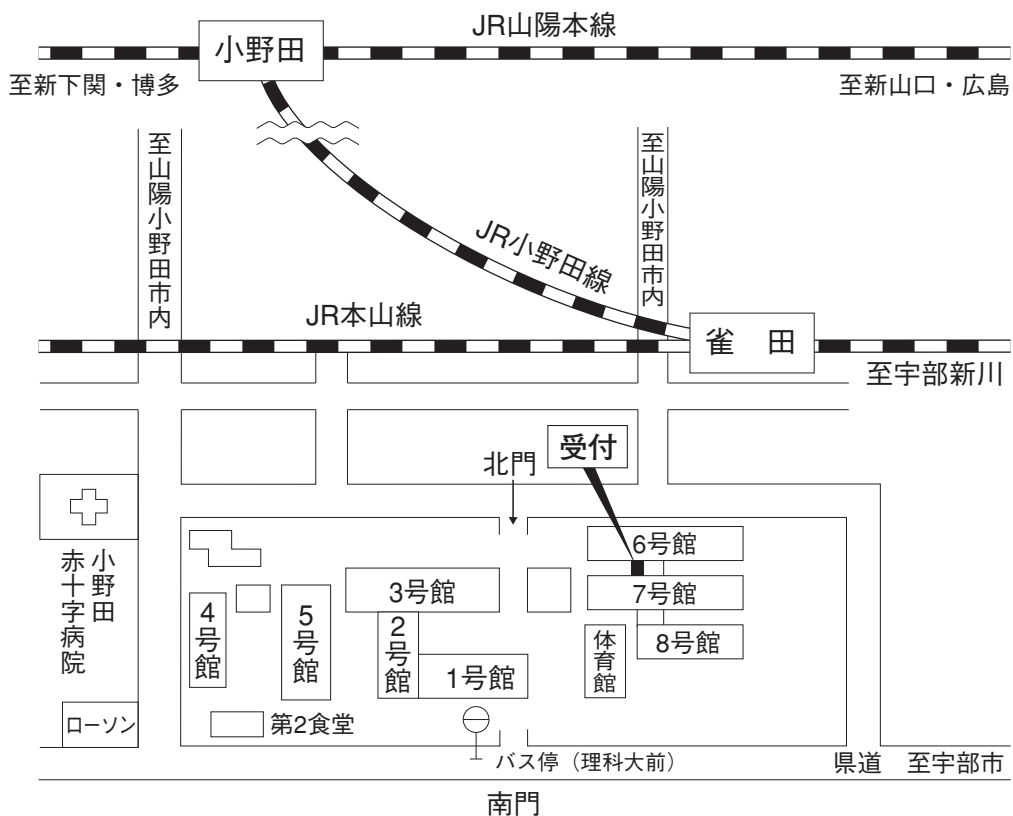 JR山陽本線
小野田
至新下関・博多
至新山口・広島
至山陽小野田市内
至山陽小野田市内
JR小野田線
JR本山線
雀　田
至宇部新川
受付
北門
6号館
3号館
7号館
小野田
赤十字病院
4号館
5号館
2号館
体育館
8号館
1号館
ローソン
第2食堂
バス停（理科大前）
県道　至宇部市
南門